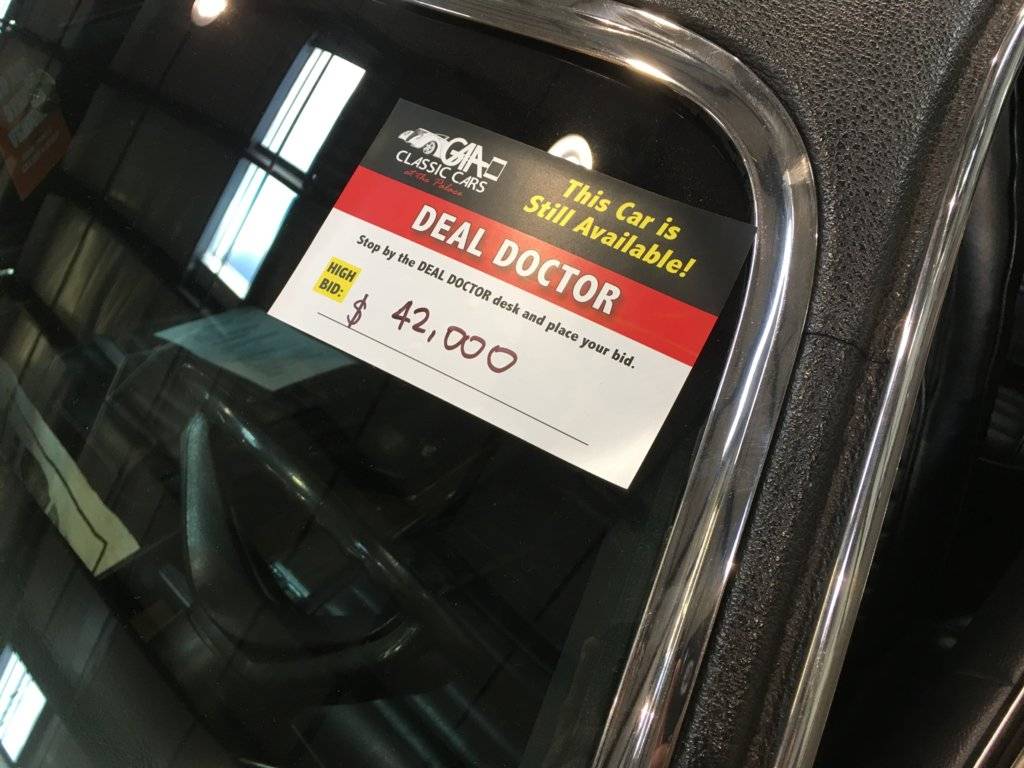 GAA
CLASSIC CARS
at the Palace
This Car is
Still Available!
DEAL DOCTOR
Stop by the DEAL DOCTOR desk and place your bid.
HIGH
BID:
$ 42,000